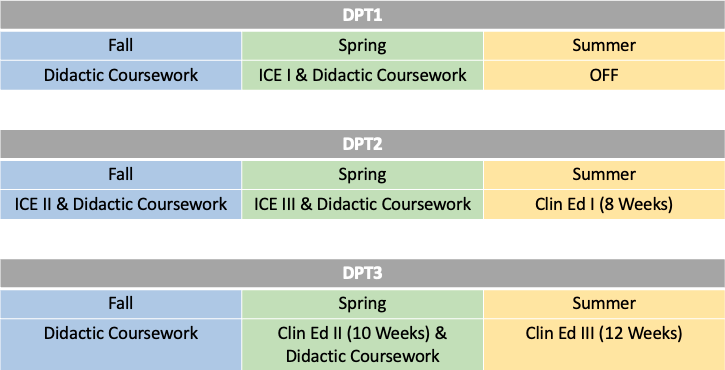 DPT1
Fall Spring Summer
Didactic Coursework ICE I & Didactic Coursework OFF
DPT2
Fall Spring Summer
ICE II & Didactic Coursework ICE III & Didactic Coursework Clin Ed I (8 Weeks)
DPT3
Fall Spring Summer
Didactic Coursework Clin Ed II (10 Weeks) & Clin Ed III (12 Weeks)
Didactic Coursework